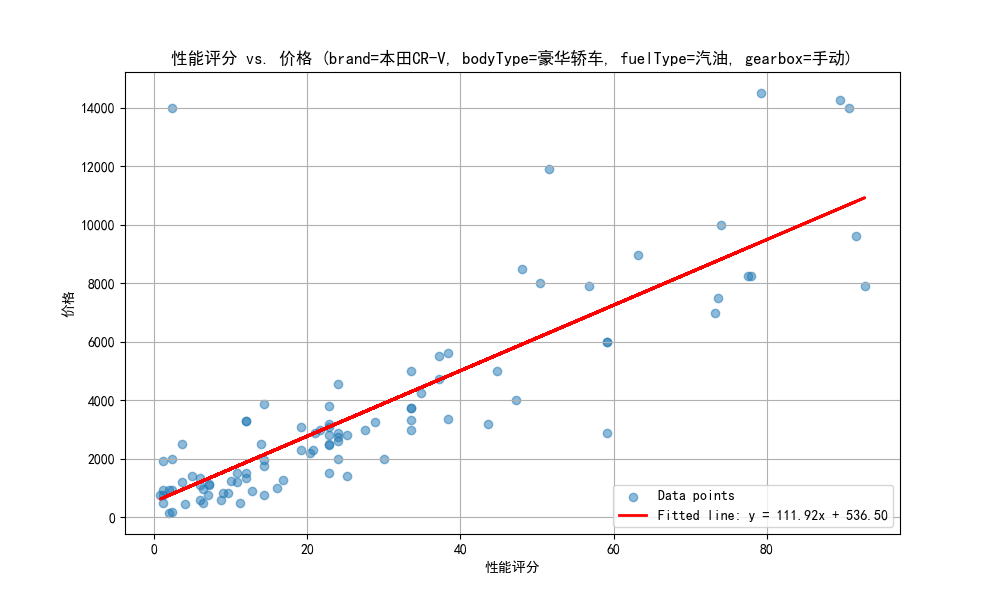 性能评分 vs. 价格 (brand=本田CR-V, bodyType=豪华轿车, fuelType=汽油, gearbox=手动)
14000
12000
10000
8000
6000
4000
2000
0
价格
Data points
Fitted line: y = 111.92x + 536.50
0 20 40 60 80
性能评分